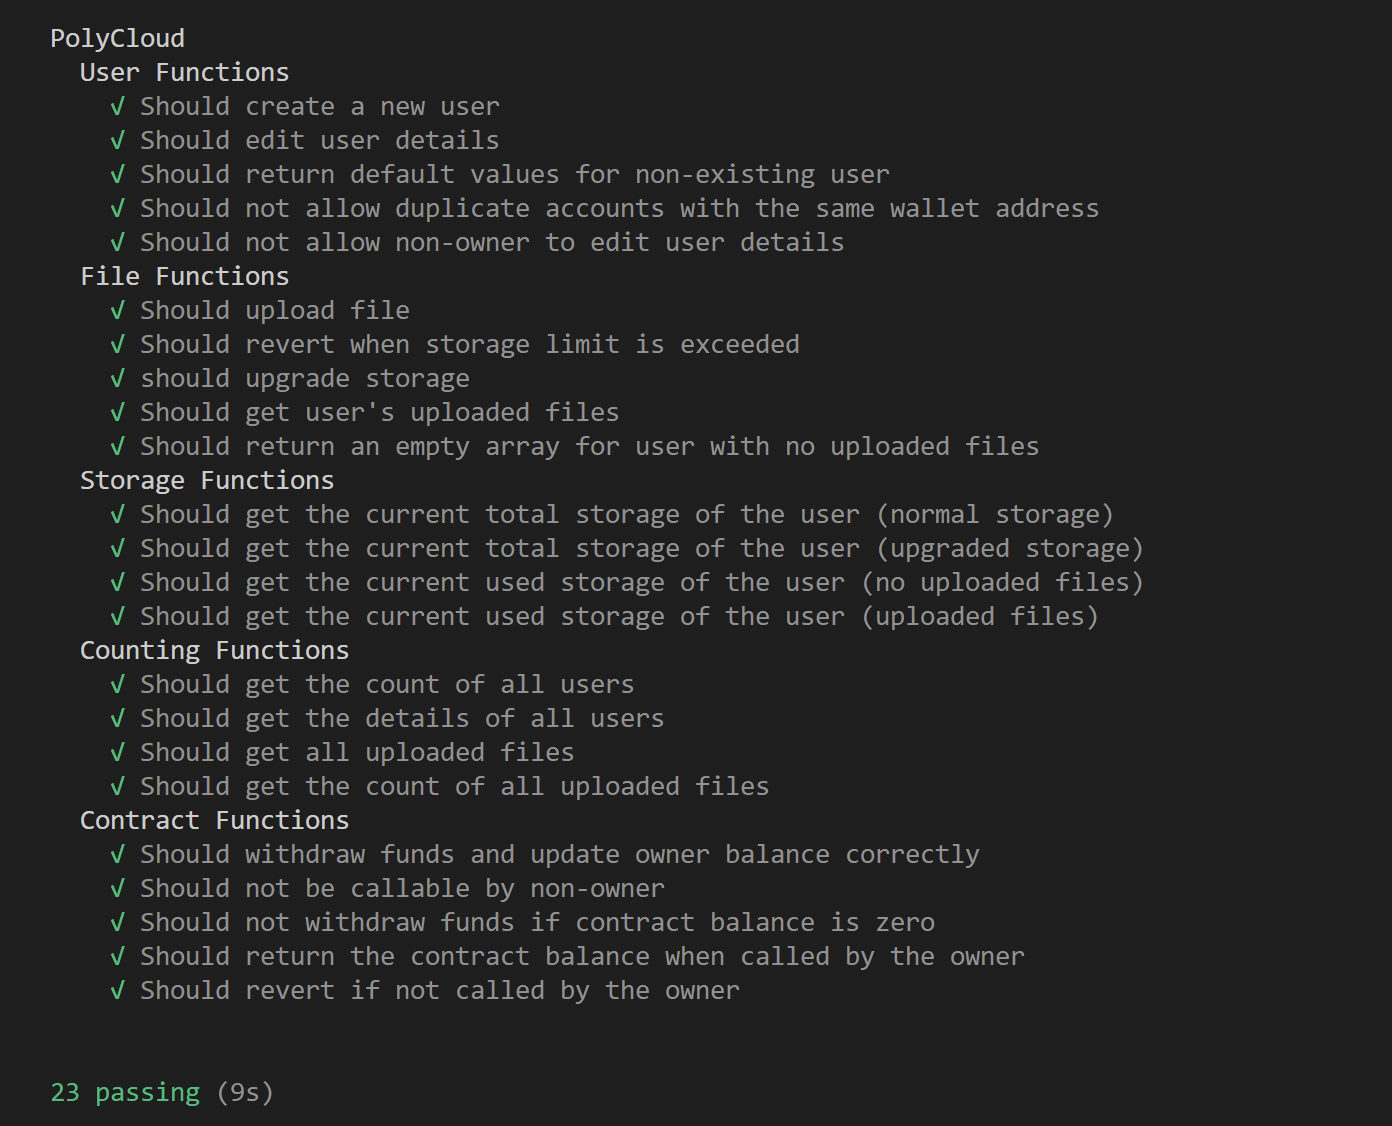 PolyCloud
User Functions
√ Should create a new user
√ Should edit user details
√ Should return default values for non-existing user
√ Should not allow duplicate accounts with the same wallet address
√ Should not allow non-owner to edit user details
File Functions
√ Should upload file
√ Should revert when storage limit is exceeded
√ should upgrade storage
√ Should get user's uploaded files
√ Should return an empty array for user with no uploaded files
Storage Functions
√ Should get the current total storage of the user (normal storage)
√ Should get the current total storage of the user (upgraded storage)
√ Should get the current used storage of the user (no uploaded files)
√ Should get the current used storage of the user (uploaded files)
Counting Functions
√ Should get the count of all users
√ Should get the details of all users
√ Should get all uploaded files
√ Should get the count of all uploaded files
Contract Functions
√ Should withdraw funds and update owner balance correctly
√ Should not be callable by non-owner
√ Should not withdraw funds if contract balance is zero
√ Should return the contract balance when called by the owner
√ Should revert if not called by the owner
23 passing (9s)